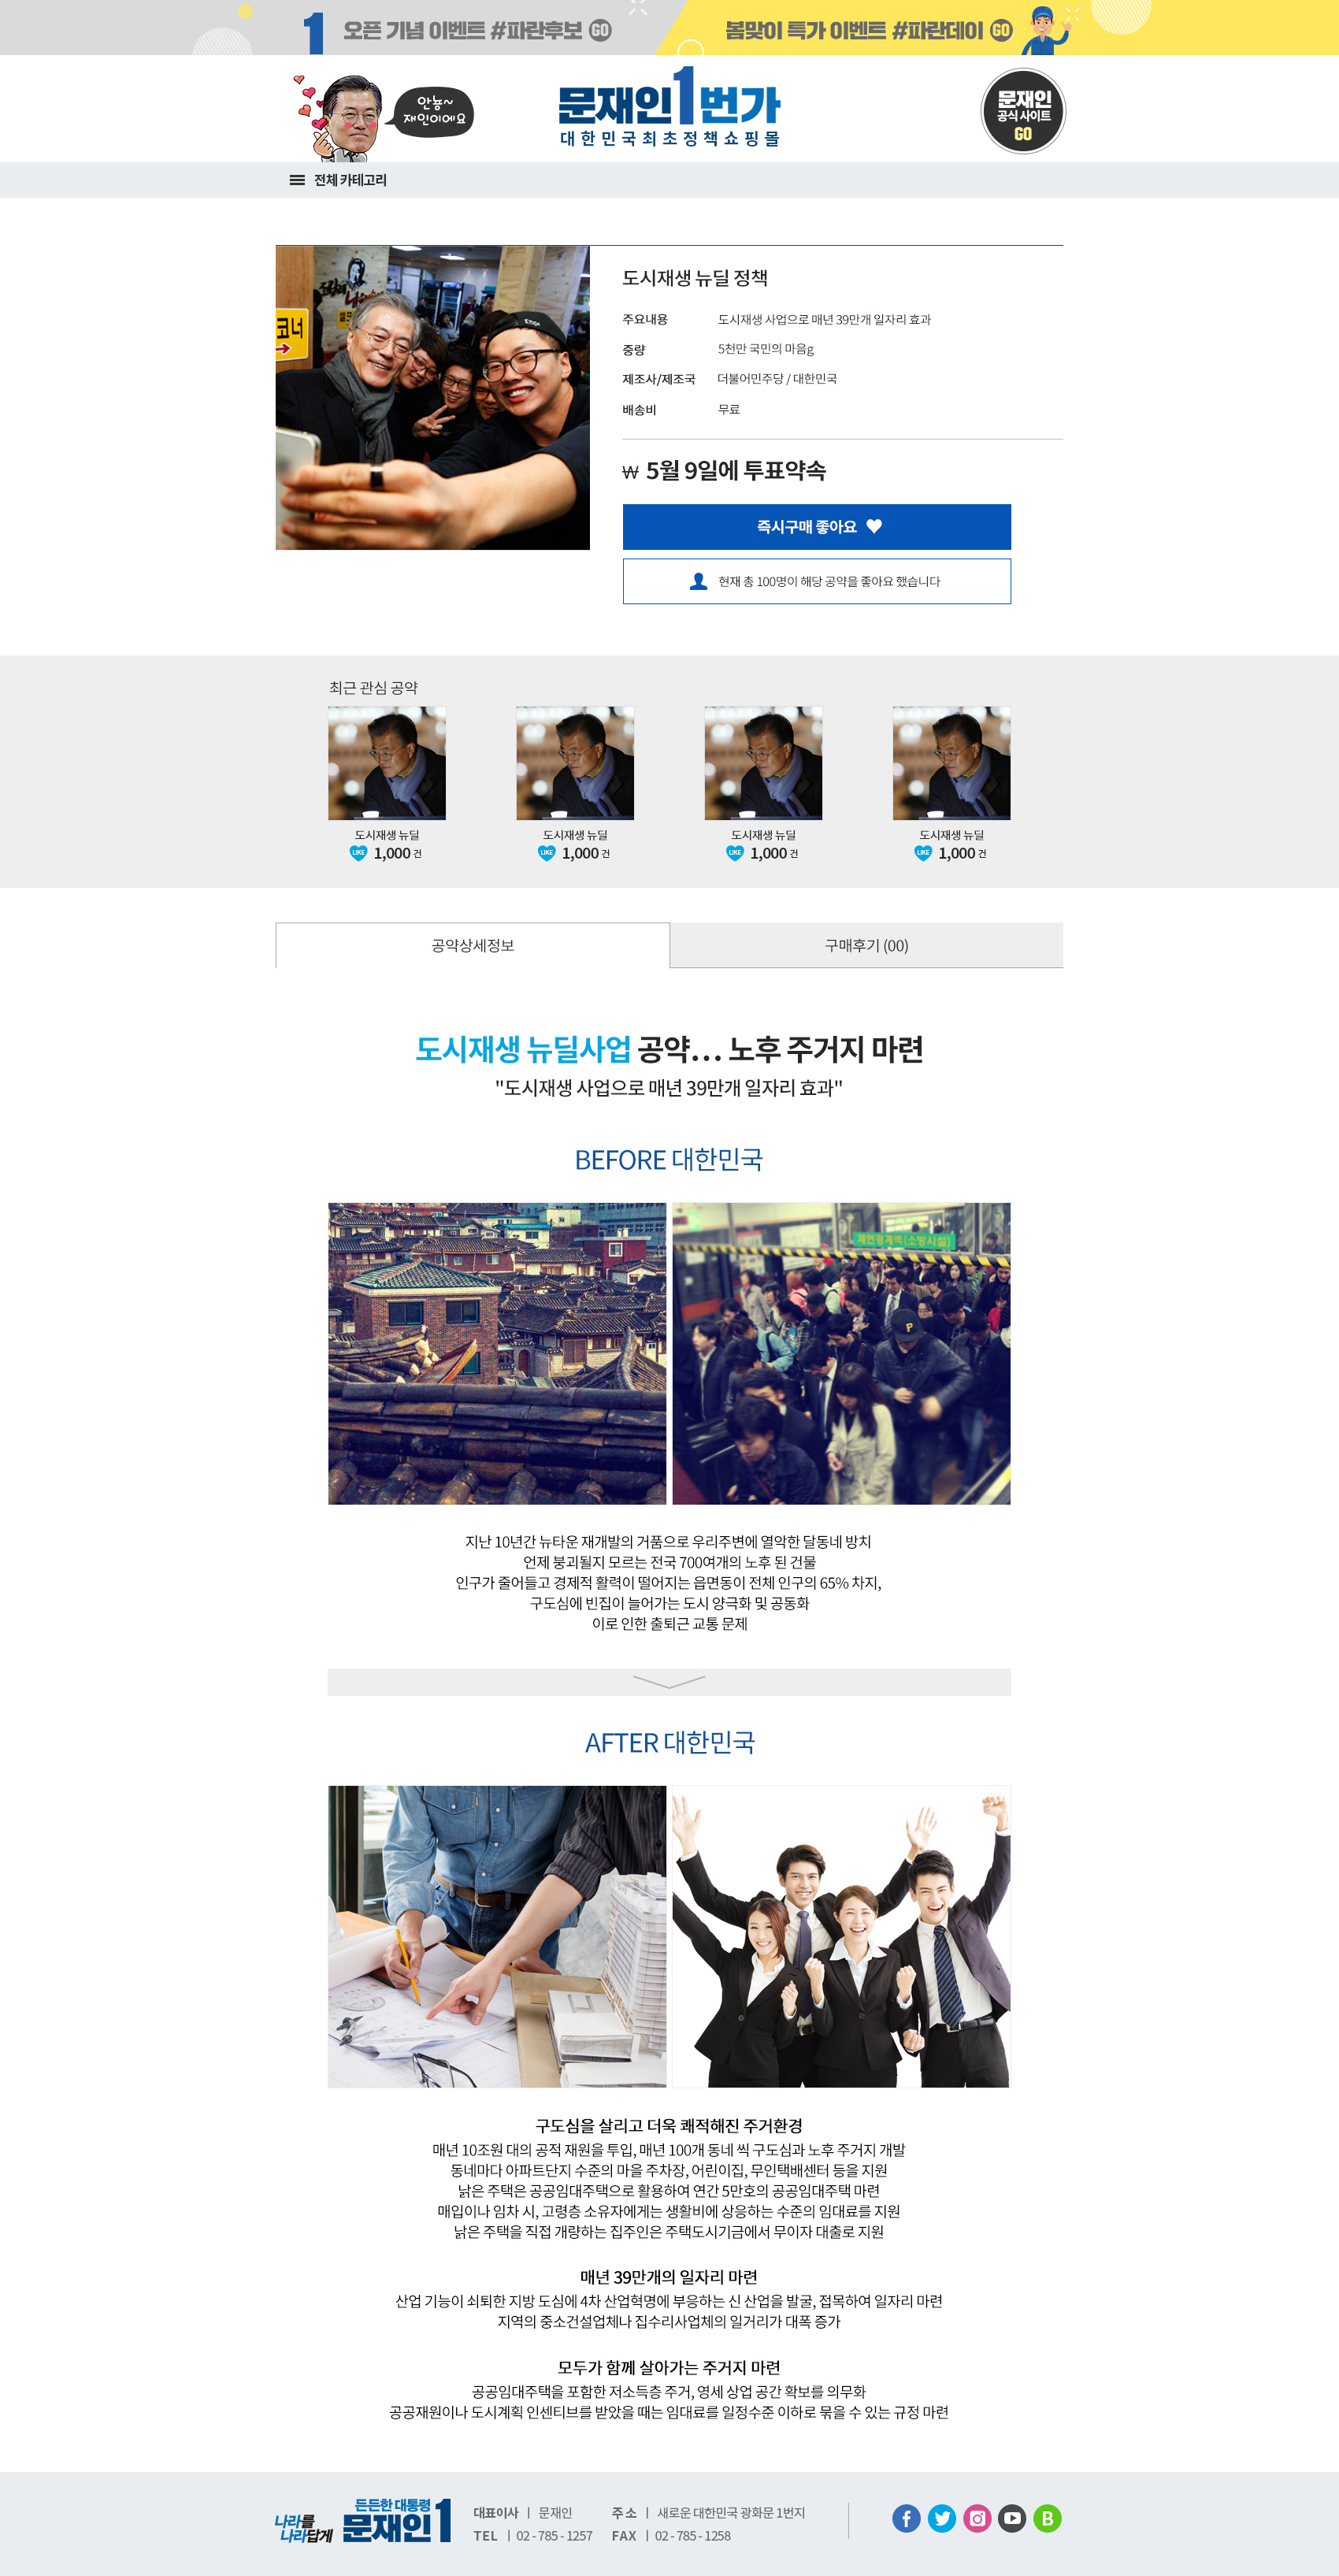 1 오픈 기념 이벤트 #파란후보 GO
봄맞이 특가 이벤트 #파란데이 GO
안뇽~
재인이에요
문재인1번가
대한민국최초정책쇼핑몰
문재인
공식 사이트
GO
전체 카테고리
코너
도시재생 뉴딜 정책
주요내용 도시재생 사업으로 매년 39만개 일자리 효과
중량 5천만 국민의 마음g
제조사/제조국 더불어민주당 / 대한민국
배송비 무료
₩ 5월 9일에 투표약속
즉시구매 좋아요
현재 총 100명이 해당 공약을 좋아요 했습니다
최근 관심 공약
도시재생 뉴딜
LIKE 1,000 건
도시재생 뉴딜
LIKE 1,000 건
도시재생 뉴딜
LIKE 1,000 건
도시재생 뉴딜
LIKE 1,000 건
공약상세정보
구매후기 (00)
도시재생 뉴딜사업 공약... 노후 주거지 마련
"도시재생 사업으로 매년 39만개 일자리 효과"
BEFORE 대한민국
P
지난 10년간 뉴타운 재개발의 거품으로 우리주변에 열악한 달동네 방치
언제 붕괴될지 모르는 전국 700여개의 노후 된 건물
인구가 줄어들고 경제적 활력이 떨어지는 읍면동이 전체 인구의 65% 차지,
구도심에 빈집이 늘어가는 도시 양극화 및 공동화
이로 인한 출퇴근 교통 문제
AFTER 대한민국
구도심을 살리고 더욱 쾌적해진 주거환경
매년 10조원 대의 공적 재원을 투입, 매년 100개 동네 씩 구도심과 노후 주거지 개발
동네마다 아파트단지 수준의 마을 주차장, 어린이집, 무인택배센터 등을 지원
낡은 주택은 공공임대주택으로 활용하여 연간 5만호의 공공임대주택 마련
매입이나 임차 시, 고령층 소유자에게는 생활비에 상응하는 수준의 임대료를 지원
낡은 주택을 직접 개량하는 집주인은 주택도시기금에서 무이자 대출로 지원
매년 39만개의 일자리 마련
산업 기능이 쇠퇴한 지방 도심에 4차 산업혁명에 부응하는 신 산업을 발굴, 접목하여 일자리 마련
지역의 중소건설업체나 집수리사업체의 일거리가 대폭 증가
모두가 함께 살아가는 주거지 마련
공공임대주택을 포함한 저소득층 주거, 영세 상업 공간 확보를 의무화
공공재원이나 도시계획 인센티브를 받았을 때는 임대료를 일정수준 이하로 묶을 수 있는 규정 마련
나라를
나라답게
든든한 대통령
문재인1
대표이사 | 문재인 주 소 | 새로운 대한민국 광화문 1번지
TEL | 02 - 785 - 1257 FAX | 02 - 785 - 1258
B